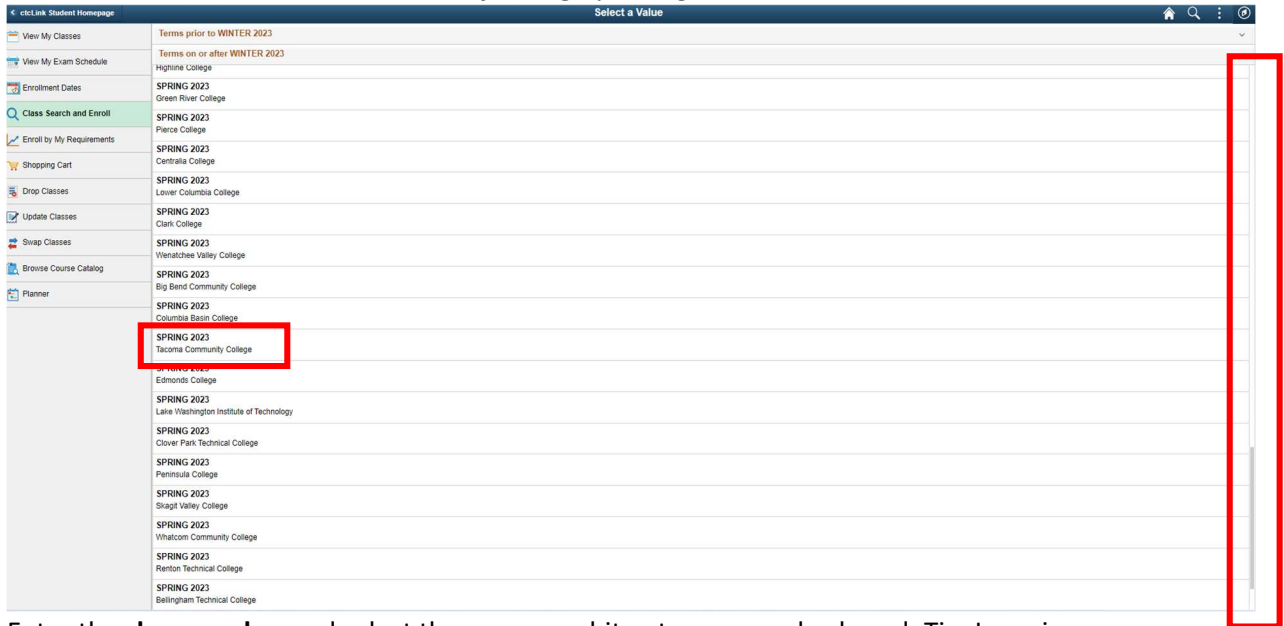 ctcLink Student Homepage
Select a Value
View My Classes
View My Exam Schedule
Enrollment Dates
Class Search and Enroll
Enroll by My Requirements
Shopping Cart
Drop Classes
Update Classes
Swap Classes
Browse Course Catalog
Planner
Terms prior to WINTER 2023
Terms on or after WINTER 2023
Highline College
SPRING 2023
Green River College
SPRING 2023
Pierce College
SPRING 2023
Centralia College
SPRING 2023
Lower Columbia College
SPRING 2023
Clark College
SPRING 2023
Wenatchee Valley College
SPRING 2023
Big Bend Community College
SPRING 2023
Columbia Basin College
SPRING 2023
Tacoma Community College
SPRING 2023
Edmonds College
SPRING 2023
Lake Washington Institute of Technology
SPRING 2023
Clover Park Technical College
SPRING 2023
Peninsula College
SPRING 2023
Skagit Valley College
SPRING 2023
Whatcom Community College
SPRING 2023
Renton Technical College
SPRING 2023
Bellingham Technical College